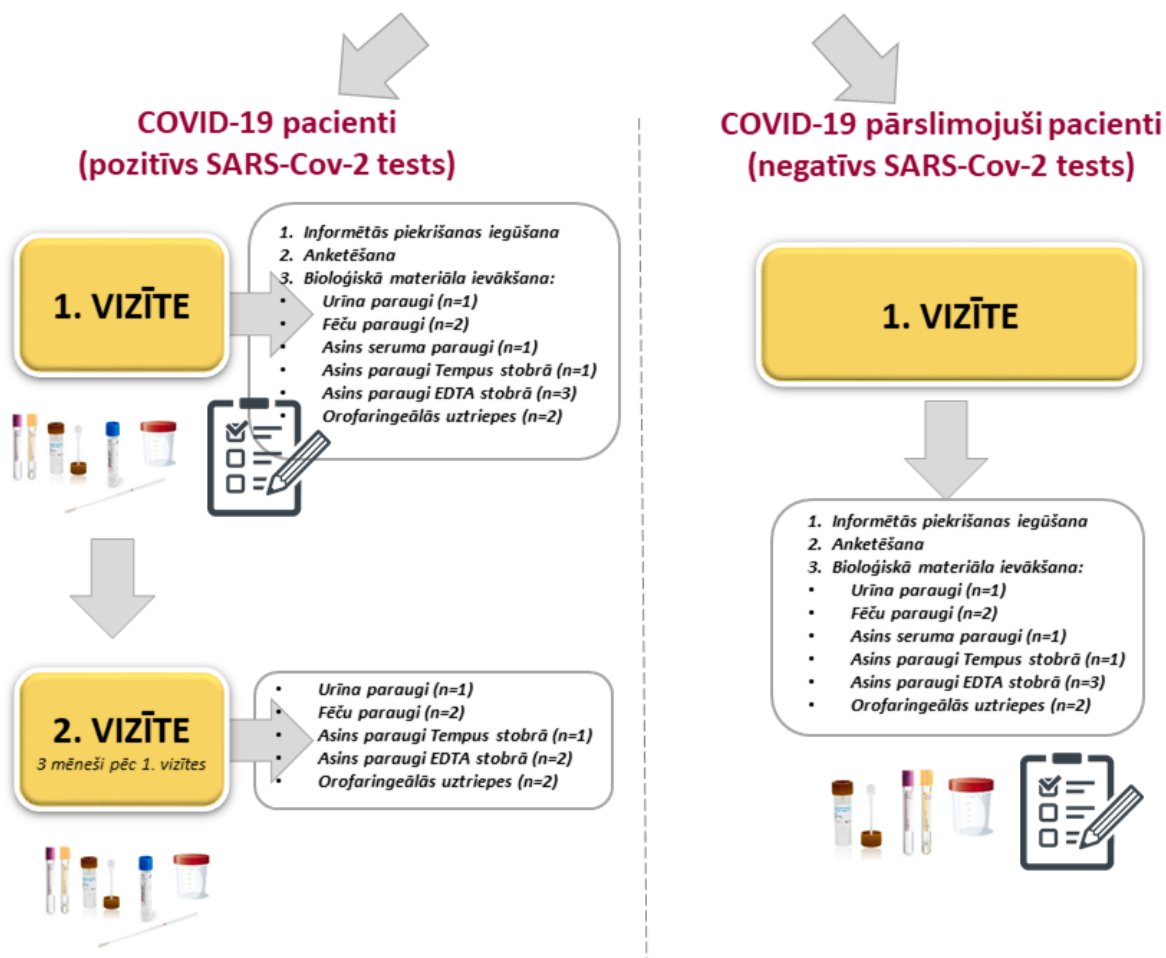 COVID-19 pacienti
(pozitīvs SARS-Cov-2 tests)
1. VIZĪTE
1. Informētās piekrišanas iegūšana
2. Anketēšana
3. Bioloģiskā materiāla ievākšana:
• Urīna paraugi (n=1)
• Fēču paraugi (n=2)
• Asins seruma paraugi (n=1)
• Asins paraugi Tempus stobrā (n=1)
• Asins paraugi EDTA stobrā (n=3)
• Orofaringeālās uztriepes (n=2)
2. VIZĪTE
3 mēneši pēc 1. vizītes
• Urīna paraugi (n=1)
• Fēču paraugi (n=2)
• Asins paraugi Tempus stobrā (n=1)
• Asins paraugi EDTA stobrā (n=2)
• Orofaringeālās uztriepes (n=2)
COVID-19 pārslimojuši pacienti
(negatīvs SARS-Cov-2 tests)
1. VIZĪTE
1. Informētās piekrišanas iegūšana
2. Anketēšana
3. Bioloģiskā materiāla ievākšana:
• Urīna paraugi (n=1)
• Fēču paraugi (n=2)
• Asins seruma paraugi (n=1)
• Asins paraugi Tempus stobrā (n=1)
• Asins paraugi EDTA stobrā (n=3)
• Orofaringeālās uztriepes (n=2)